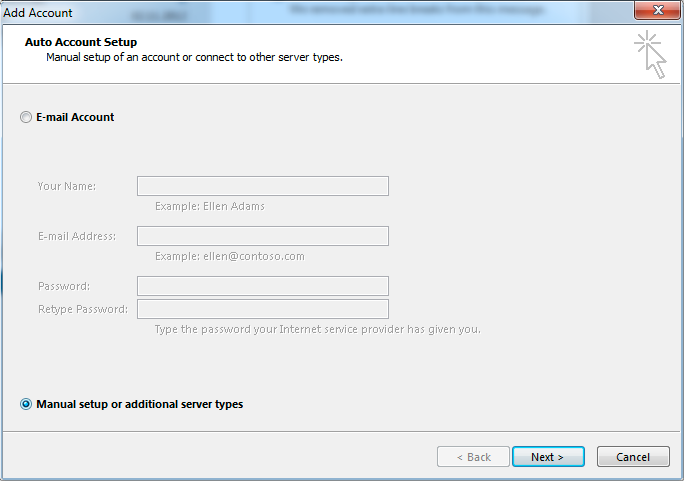 Add Account
Auto Account Setup
Manual setup of an account or connect to other server types.
E-mail Account
Your Name:
Example: Ellen Adams
E-mail Address:
Example: ellen@contoso.com
Password:
Retype Password:
Type the password your Internet service provider has given you.
Manual setup or additional server types
< Back Next > Cancel